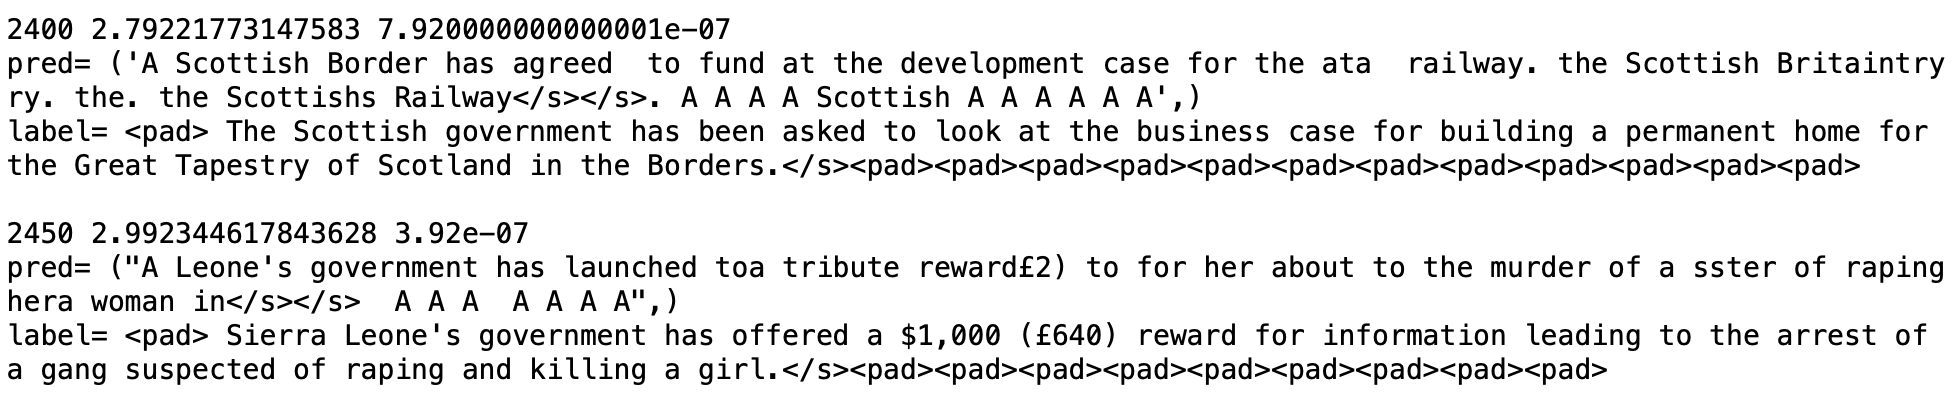 2400 2.79221773147583 7.920000000000001e-07
pred= ('A Scottish Border has agreed  to fund at the development case for the ata  railway. the Scottish Britaintry
ry. the. the Scottishs Railway</s></s>. A A A A Scottish A A A A A A',)
label= <pad> The Scottish government has been asked to look at the business case for building a permanent home for
the Great Tapestry of Scotland in the Borders.</s><pad><pad><pad><pad><pad><pad><pad><pad><pad><pad><pad><pad>

2450 2.992344617843628 3.92e-07
pred= ("A Leone's government has launched toa tribute reward£2) to for her about to the murder of a sster of raping
hera woman in</s></s>  A A A  A A A A",)
label= <pad> Sierra Leone's government has offered a $1,000 (£640) reward for information leading to the arrest of
a gang suspected of raping and killing a girl.</s><pad><pad><pad><pad><pad><pad><pad><pad><pad>